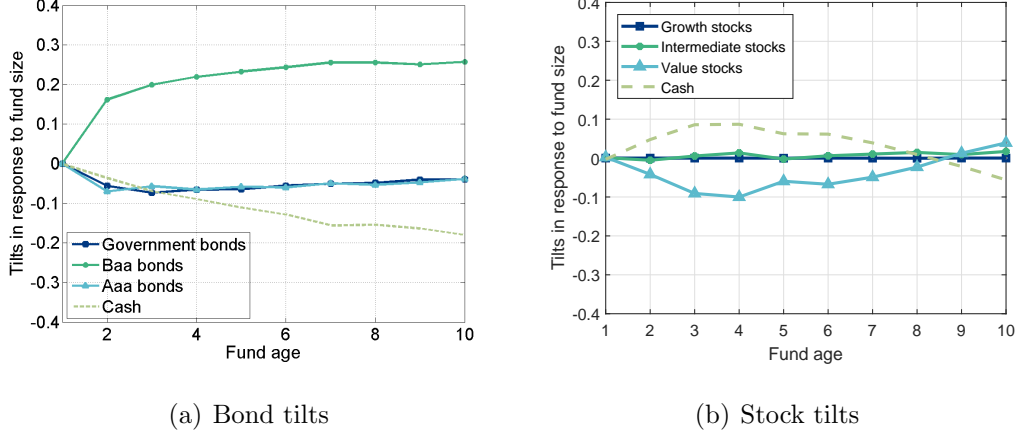 0.4
0.3
0.2
0.1
0
-0.1
-0.2
-0.3
-0.4
Tilts in response to fund size
Government bonds
Baa bonds
Aaa bonds
Cash
2 4 6 8 10
Fund age
(a) Bond tilts
0.4
0.3
0.2
0.1
0
-0.1
-0.2
-0.3
-0.4
Tilts in response to fund size
Growth stocks
Intermediate stocks
Value stocks
Cash
1 2 3 4 5 6 7 8 9 10
Fund age
(b) Stock tilts